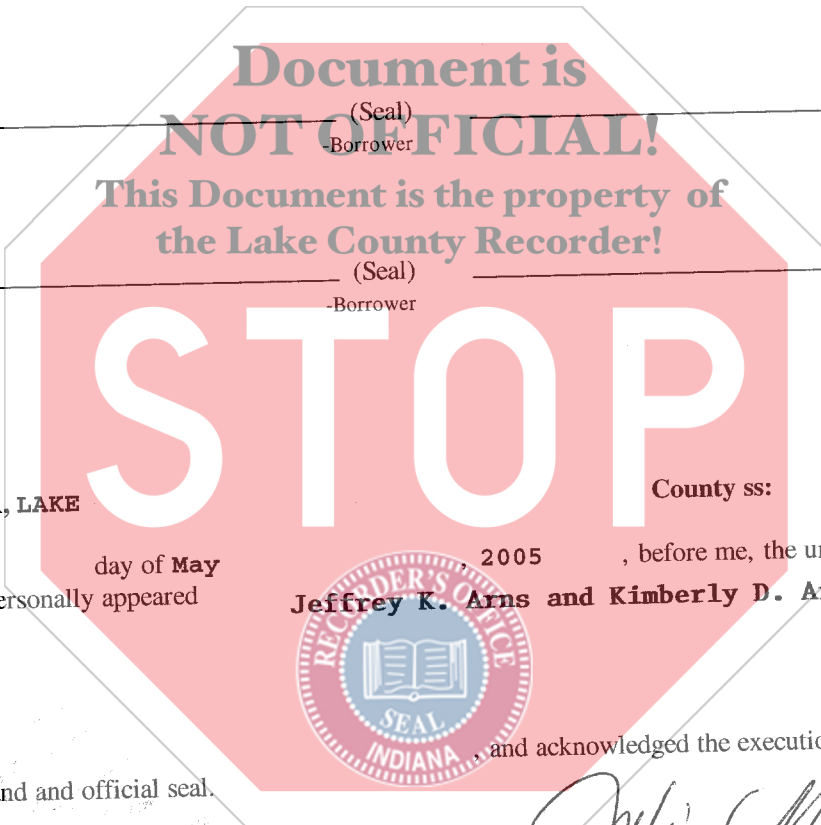 Document is
(Seal)
NOT OFFICIAL!
-Borrower
This Document is the property of
the Lake County Recorder!
(Seal)
-Borrower
STOP
, LAKE County ss:
day of May , 2005 , before me, the
ersonally appeared Jeffrey K. Arns and Kimberly D.
RECORDER'S OFFICE
SEAL
INDIANA
, and acknowledged the executio
nd and official seal.